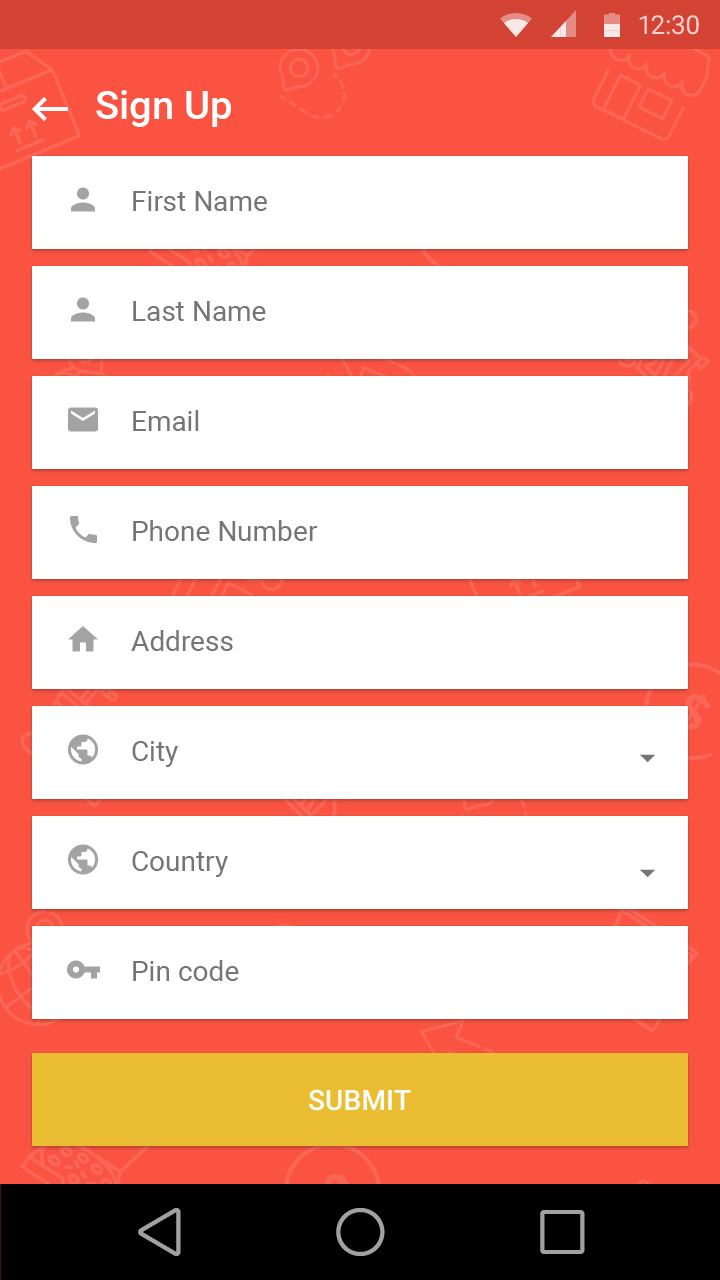 12:30
Sign Up
First Name
Last Name
Email
Phone Number
Address
City
Country
Pin code
SUBMIT